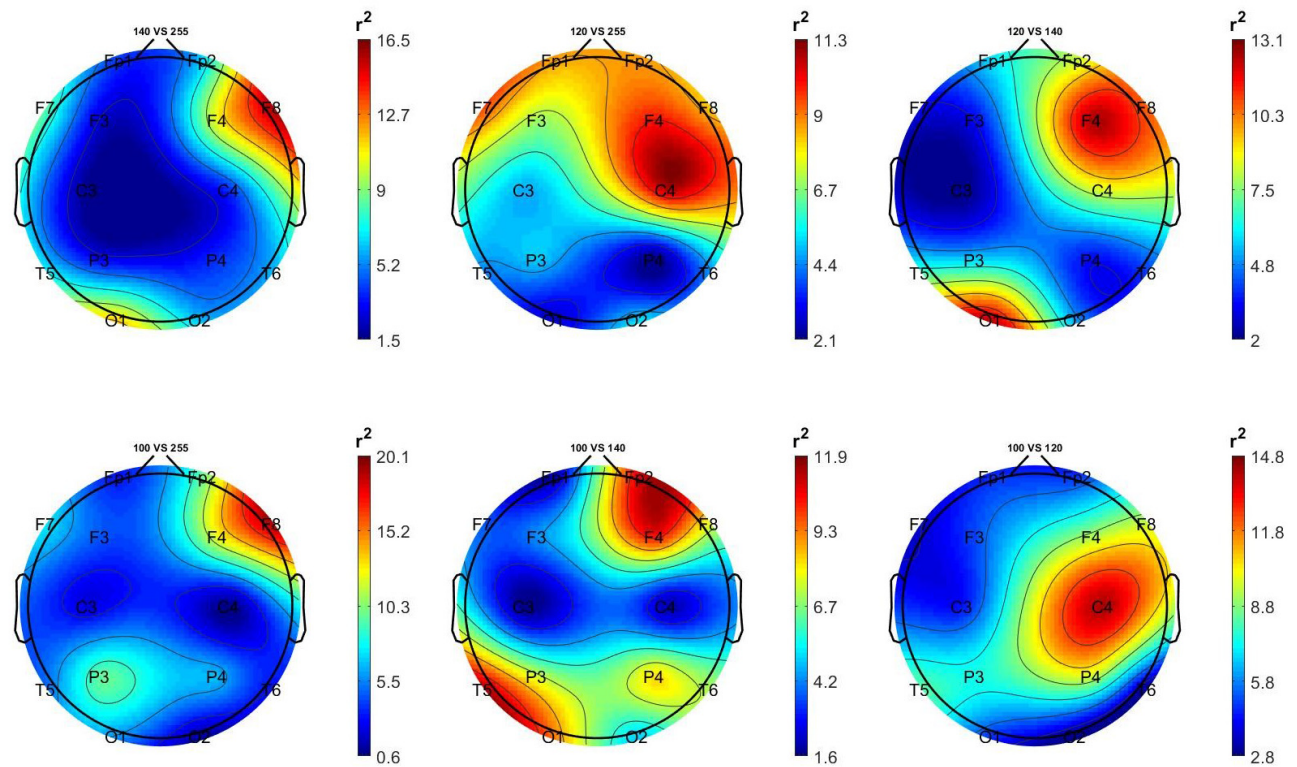 140 VS 255
Fp1 Fp2
F7 F3 F4 F8
C3 C4
T5 P3 P4 T6
O1 O2
r²
16.5
12.7
9
5.2
1.5
120 VS 255
Fp1 Fp2
F7 F3 F4 F8
C3 C4
T5 P3 P4 T6
O1 O2
r²
11.3
9
6.7
4.4
2.1
120 VS 140
Fp1 Fp2
F7 F3 F4 F8
C3 C4
T5 P3 P4 T6
O1 O2
r²
13.1
10.3
7.5
4.8
2
100 VS 255
Fp1 Fp2
F7 F3 F4 F8
C3 C4
T5 P3 P4 T6
O1 O2
r²
20.1
15.2
10.3
5.5
0.6
100 VS 140
Fp1 Fp2
F7 F3 F4 F8
C3 C4
T5 P3 P4 T6
O1 O2
r²
11.9
9.3
6.7
4.2
1.6
100 VS 120
Fp1 Fp2
F7 F3 F4 F8
C3 C4
T5 P3 P4 T6
O1 O2
r²
14.8
11.8
8.8
5.8
2.8